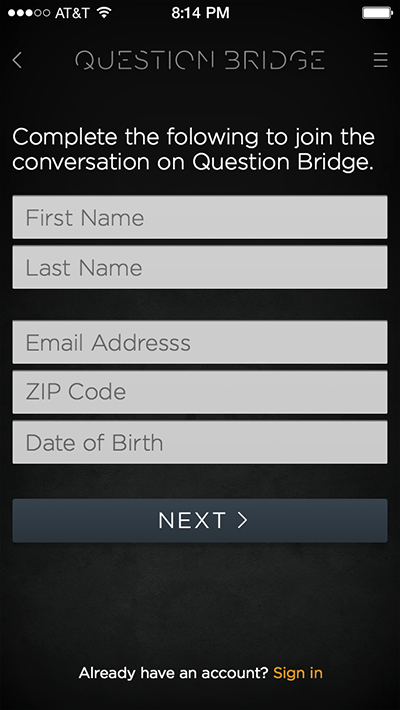 AT&T 8:14 PM
QUESTION BRIDGE
Complete the folowing to join the
conversation on Question Bridge.
First Name
Last Name
Email Addresss
ZIP Code
Date of Birth
NEXT >
Already have an account? Sign in